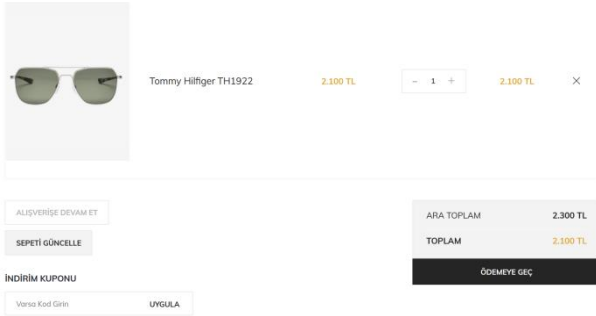 Tommy Hilfiger TH1922 2.100 TL - 1 + 2.100 TL ×
ALIŞVERİŞE DEVAM ET
SEPETİ GÜNCELLE
ARA TOPLAM 2.300 TL
TOPLAM 2.100 TL
ÖDEMEYE GEÇ
İNDİRİM KUPONU
Varsa Kod Girin UYGULA